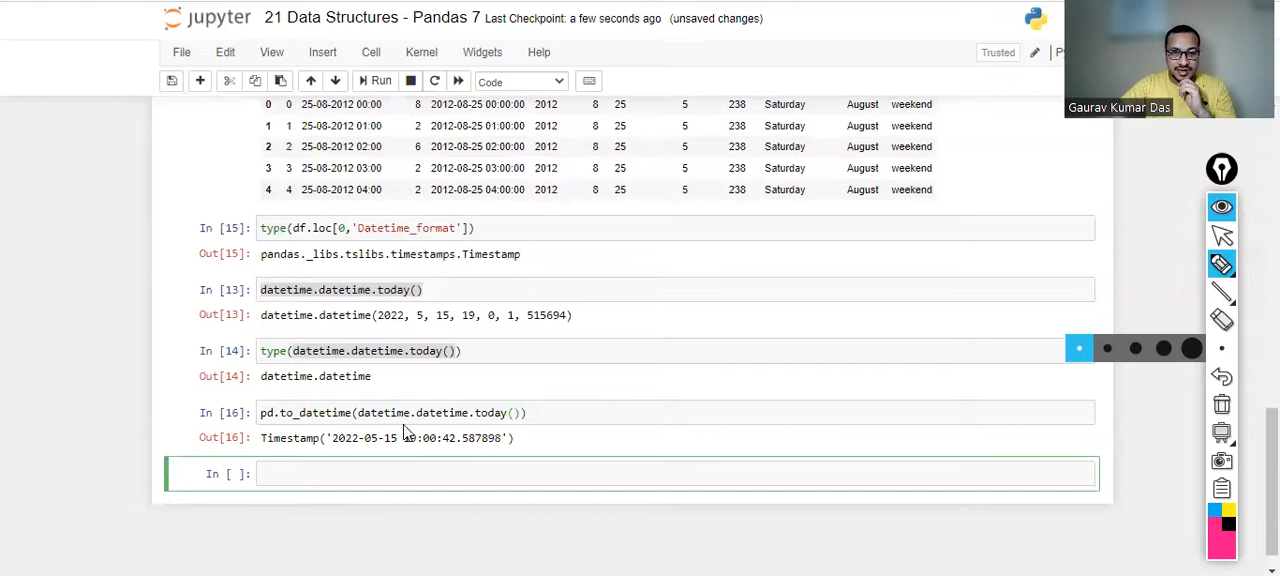 jupyter 21 Data Structures - Pandas 7 Last Checkpoint: a few seconds ago (unsaved changes)
File Edit View Insert Cell Kernel Widgets Help Trusted
Run Code
Gaurav Kumar Das
0 0 25-08-2012 00:00 8 2012-08-25 00:00:00 2012 8 25 5 238 Saturday August weekend
1 1 25-08-2012 01:00 2 2012-08-25 01:00:00 2012 8 25 5 238 Saturday August weekend
2 2 25-08-2012 02:00 6 2012-08-25 02:00:00 2012 8 25 5 238 Saturday August weekend
3 3 25-08-2012 03:00 2 2012-08-25 03:00:00 2012 8 25 5 238 Saturday August weekend
4 4 25-08-2012 04:00 2 2012-08-25 04:00:00 2012 8 25 5 238 Saturday August weekend
In [15]: type(df.loc[0,'Datetime_format'])
Out[15]: pandas._libs.tslibs.timestamps.Timestamp
In [13]: datetime.datetime.today()
Out[13]: datetime.datetime(2022, 5, 15, 19, 0, 1, 515694)
In [14]: type(datetime.datetime.today())
Out[14]: datetime.datetime
In [16]: pd.to_datetime(datetime.datetime.today())
Out[16]: Timestamp('2022-05-15 :00:42.587898')
In [ ]: